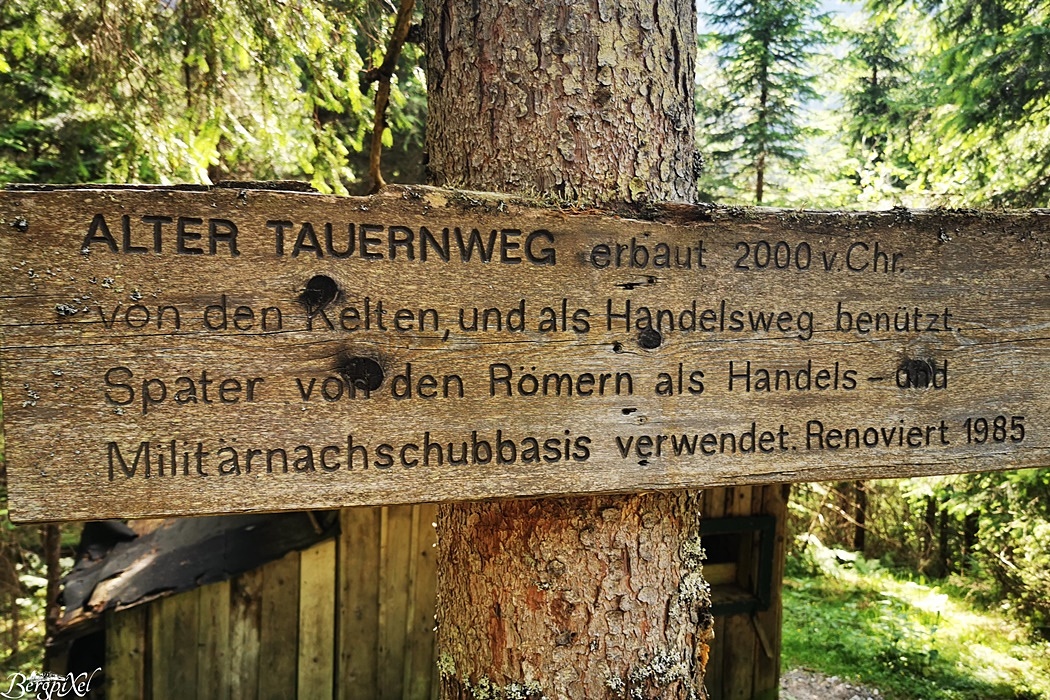 ALTER TAUERNWEG erbaut 2000 v.Chr.
von den Kelten, und als Handelsweg benützt.
Später von den Römern als Handels - und
Militärnachschubbasis verwendet. Renoviert 1985
Bergpixel